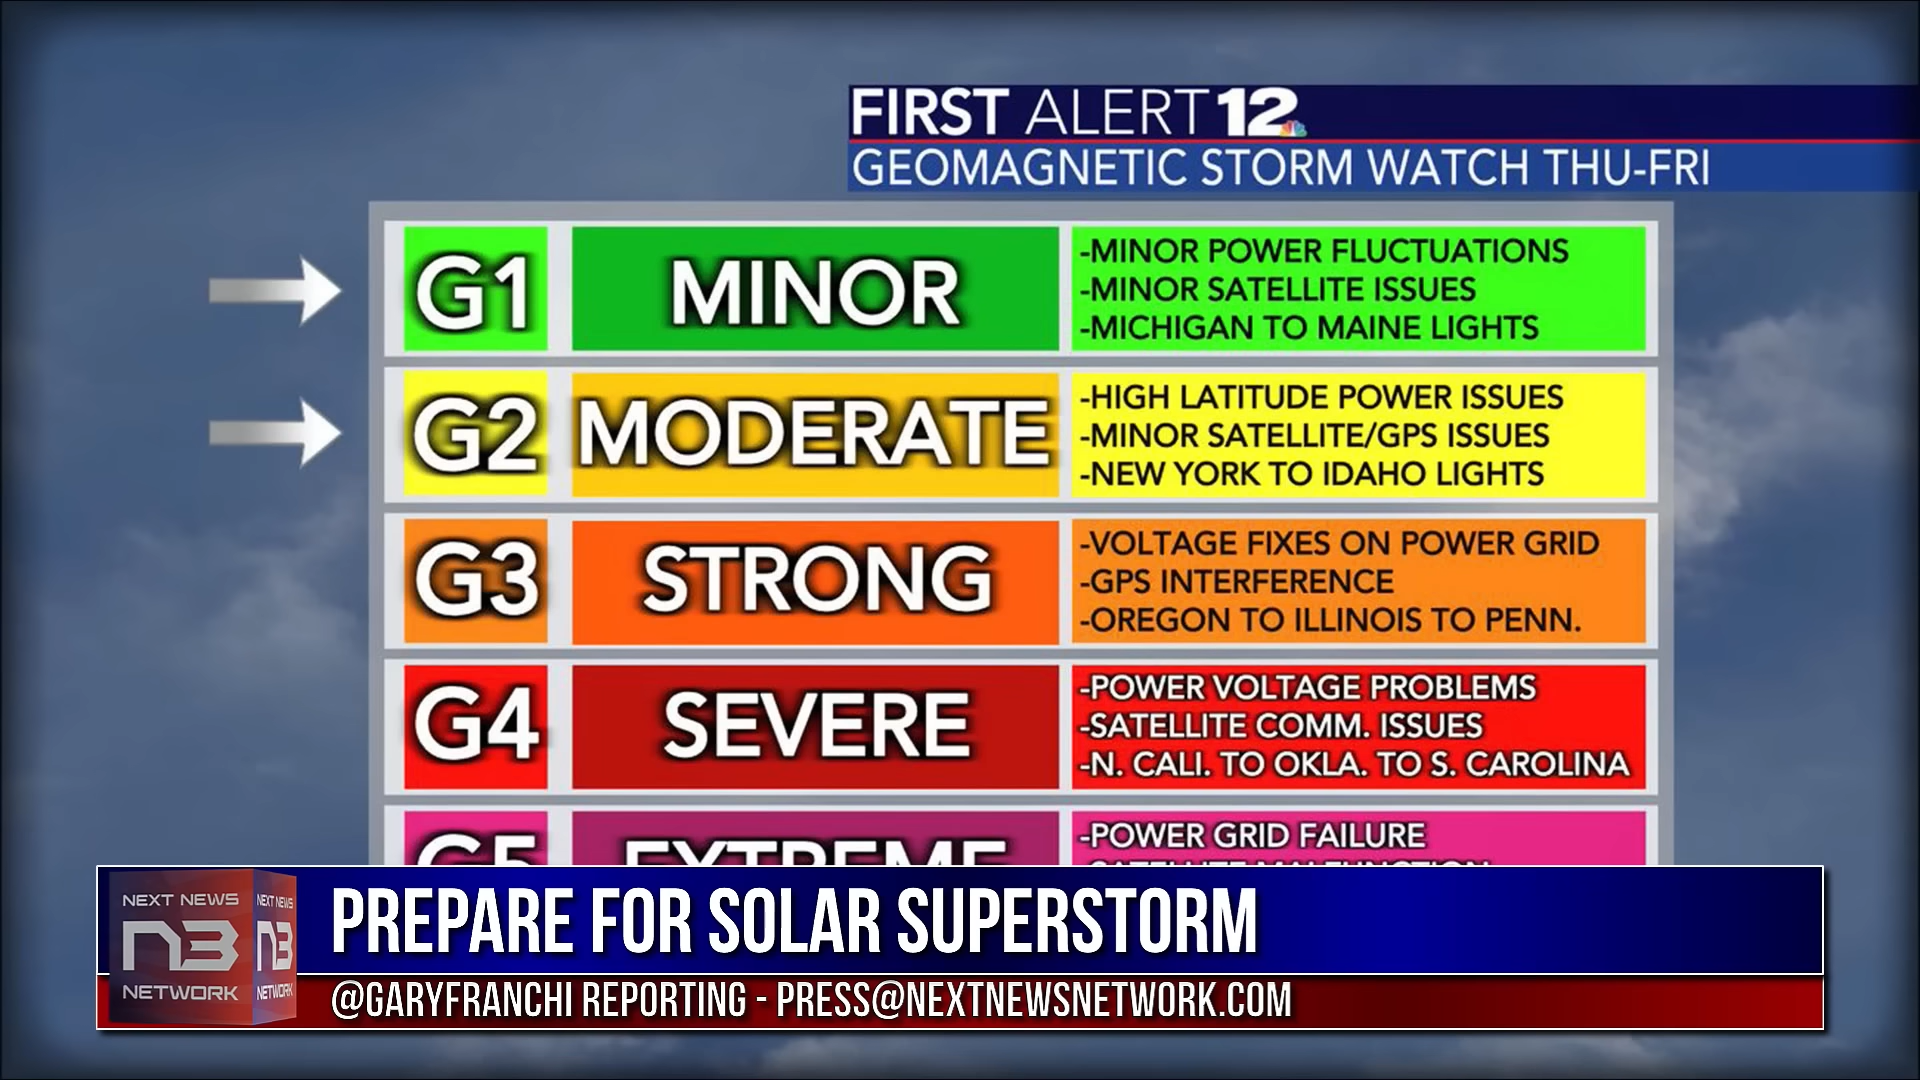 FIRST ALERT 12
GEOMAGNETIC STORM WATCH THU-FRI
G1
MINOR
-MINOR POWER FLUCTUATIONS
-MINOR SATELLITE ISSUES
-MICHIGAN TO MAINE LIGHTS
G2
MODERATE
-HIGH LATITUDE POWER ISSUES
-MINOR SATELLITE/GPS ISSUES
-NEW YORK TO IDAHO LIGHTS
G3
STRONG
-VOLTAGE FIXES ON POWER GRID
-GPS INTERFERENCE
-OREGON TO ILLINOIS TO PENN.
G4
SEVERE
-POWER VOLTAGE PROBLEMS
-SATELLITE COMM. ISSUES
-N. CALI. TO OKLA. TO S. CAROLINA
G5
EXTREME
-POWER GRID FAILURE
-SATELLITE MALFUNCTION
NEXT NEWS
N3
NETWORK
NEXT NEWS
N3
NETWORK
PREPARE FOR SOLAR SUPERSTORM
@GARYFRANCHI REPORTING - PRESS@NEXTNEWSNETWORK.COM